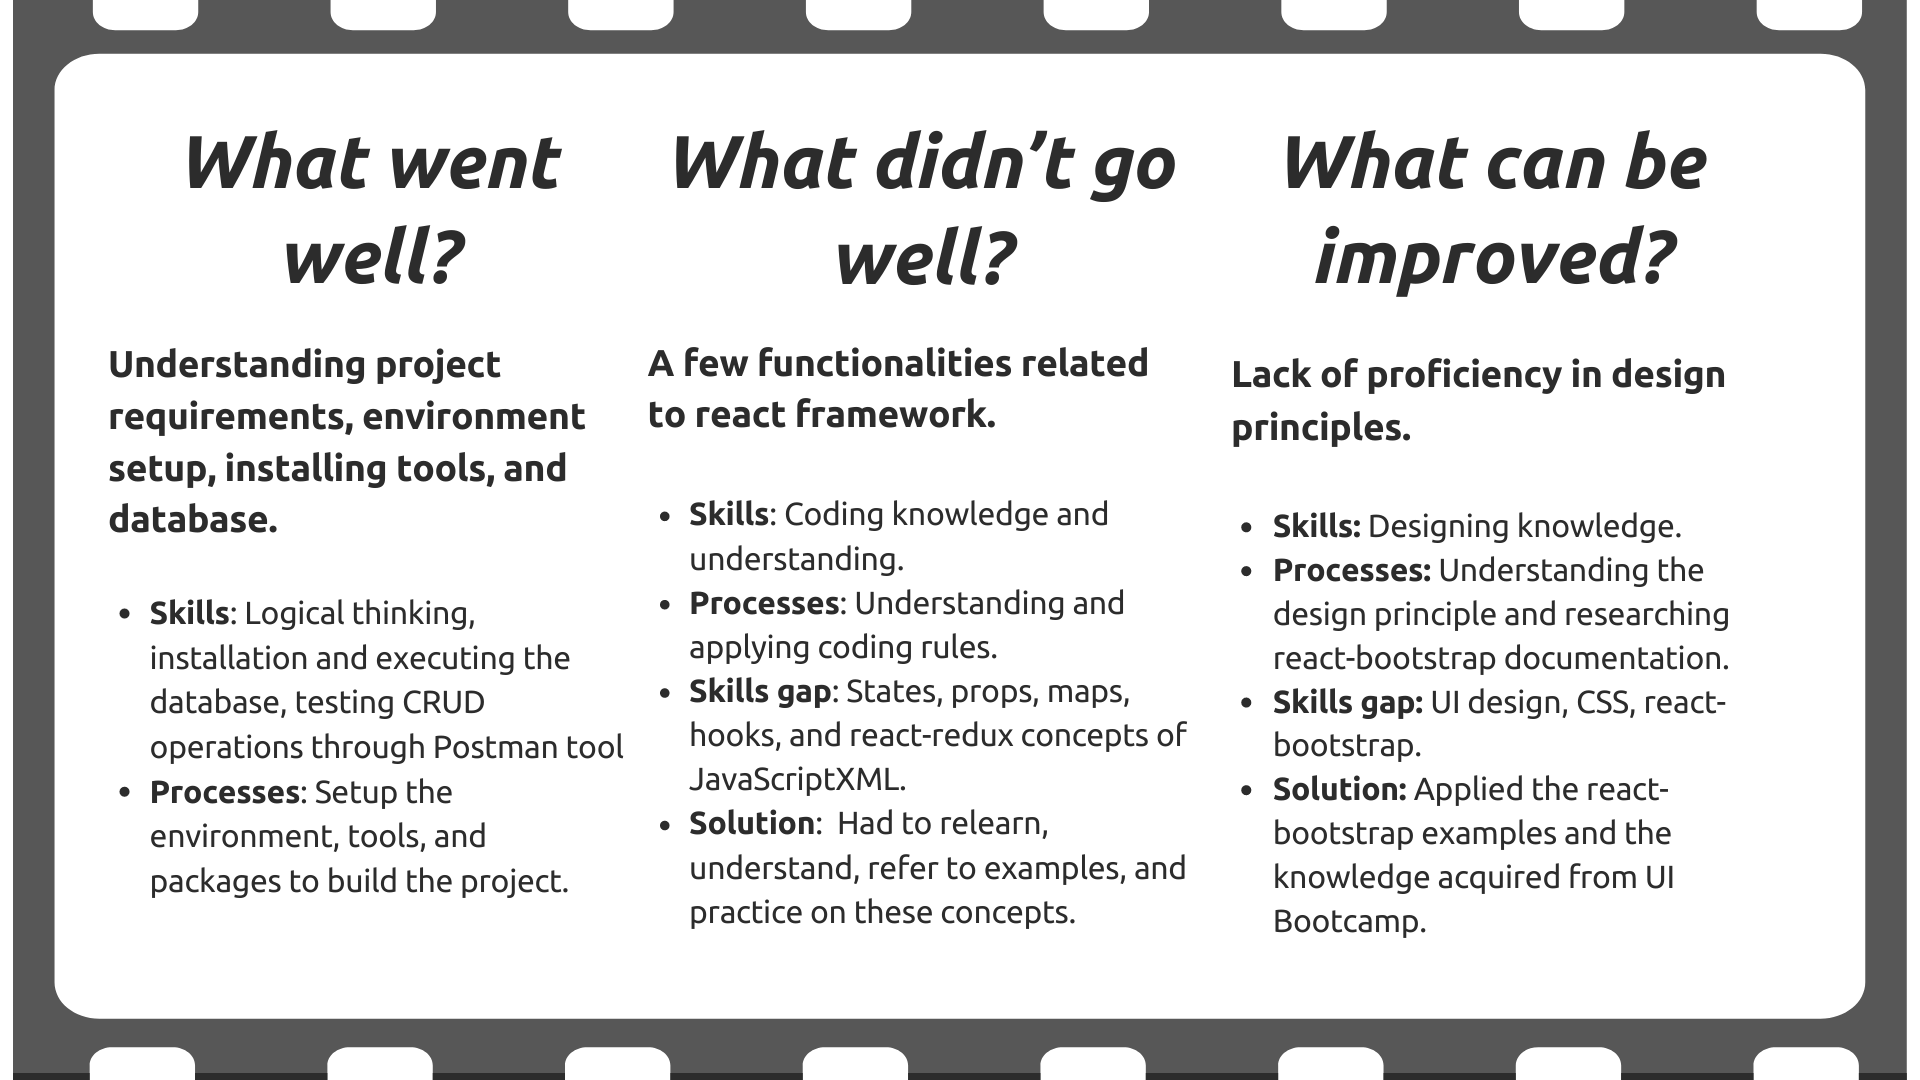 What went
well?
Understanding project
requirements, environment
setup, installing tools, and
database.
• Skills: Logical thinking,
installation and executing the
database, testing CRUD
operations through Postman tool
• Processes: Setup the
environment, tools, and
packages to build the project.
What didn’t go
well?
A few functionalities related
to react framework.
• Skills: Coding knowledge and
understanding.
• Processes: Understanding and
applying coding rules.
• Skills gap: States, props, maps,
hooks, and react-redux concepts of
JavaScriptXML.
• Solution:  Had to relearn,
understand, refer to examples, and
practice on these concepts.
What can be
improved?
Lack of proficiency in design
principles.
• Skills: Designing knowledge.
• Processes: Understanding the
design principle and researching
react-bootstrap documentation.
• Skills gap: UI design, CSS, react-
bootstrap.
• Solution: Applied the react-
bootstrap examples and the
knowledge acquired from UI
Bootcamp.